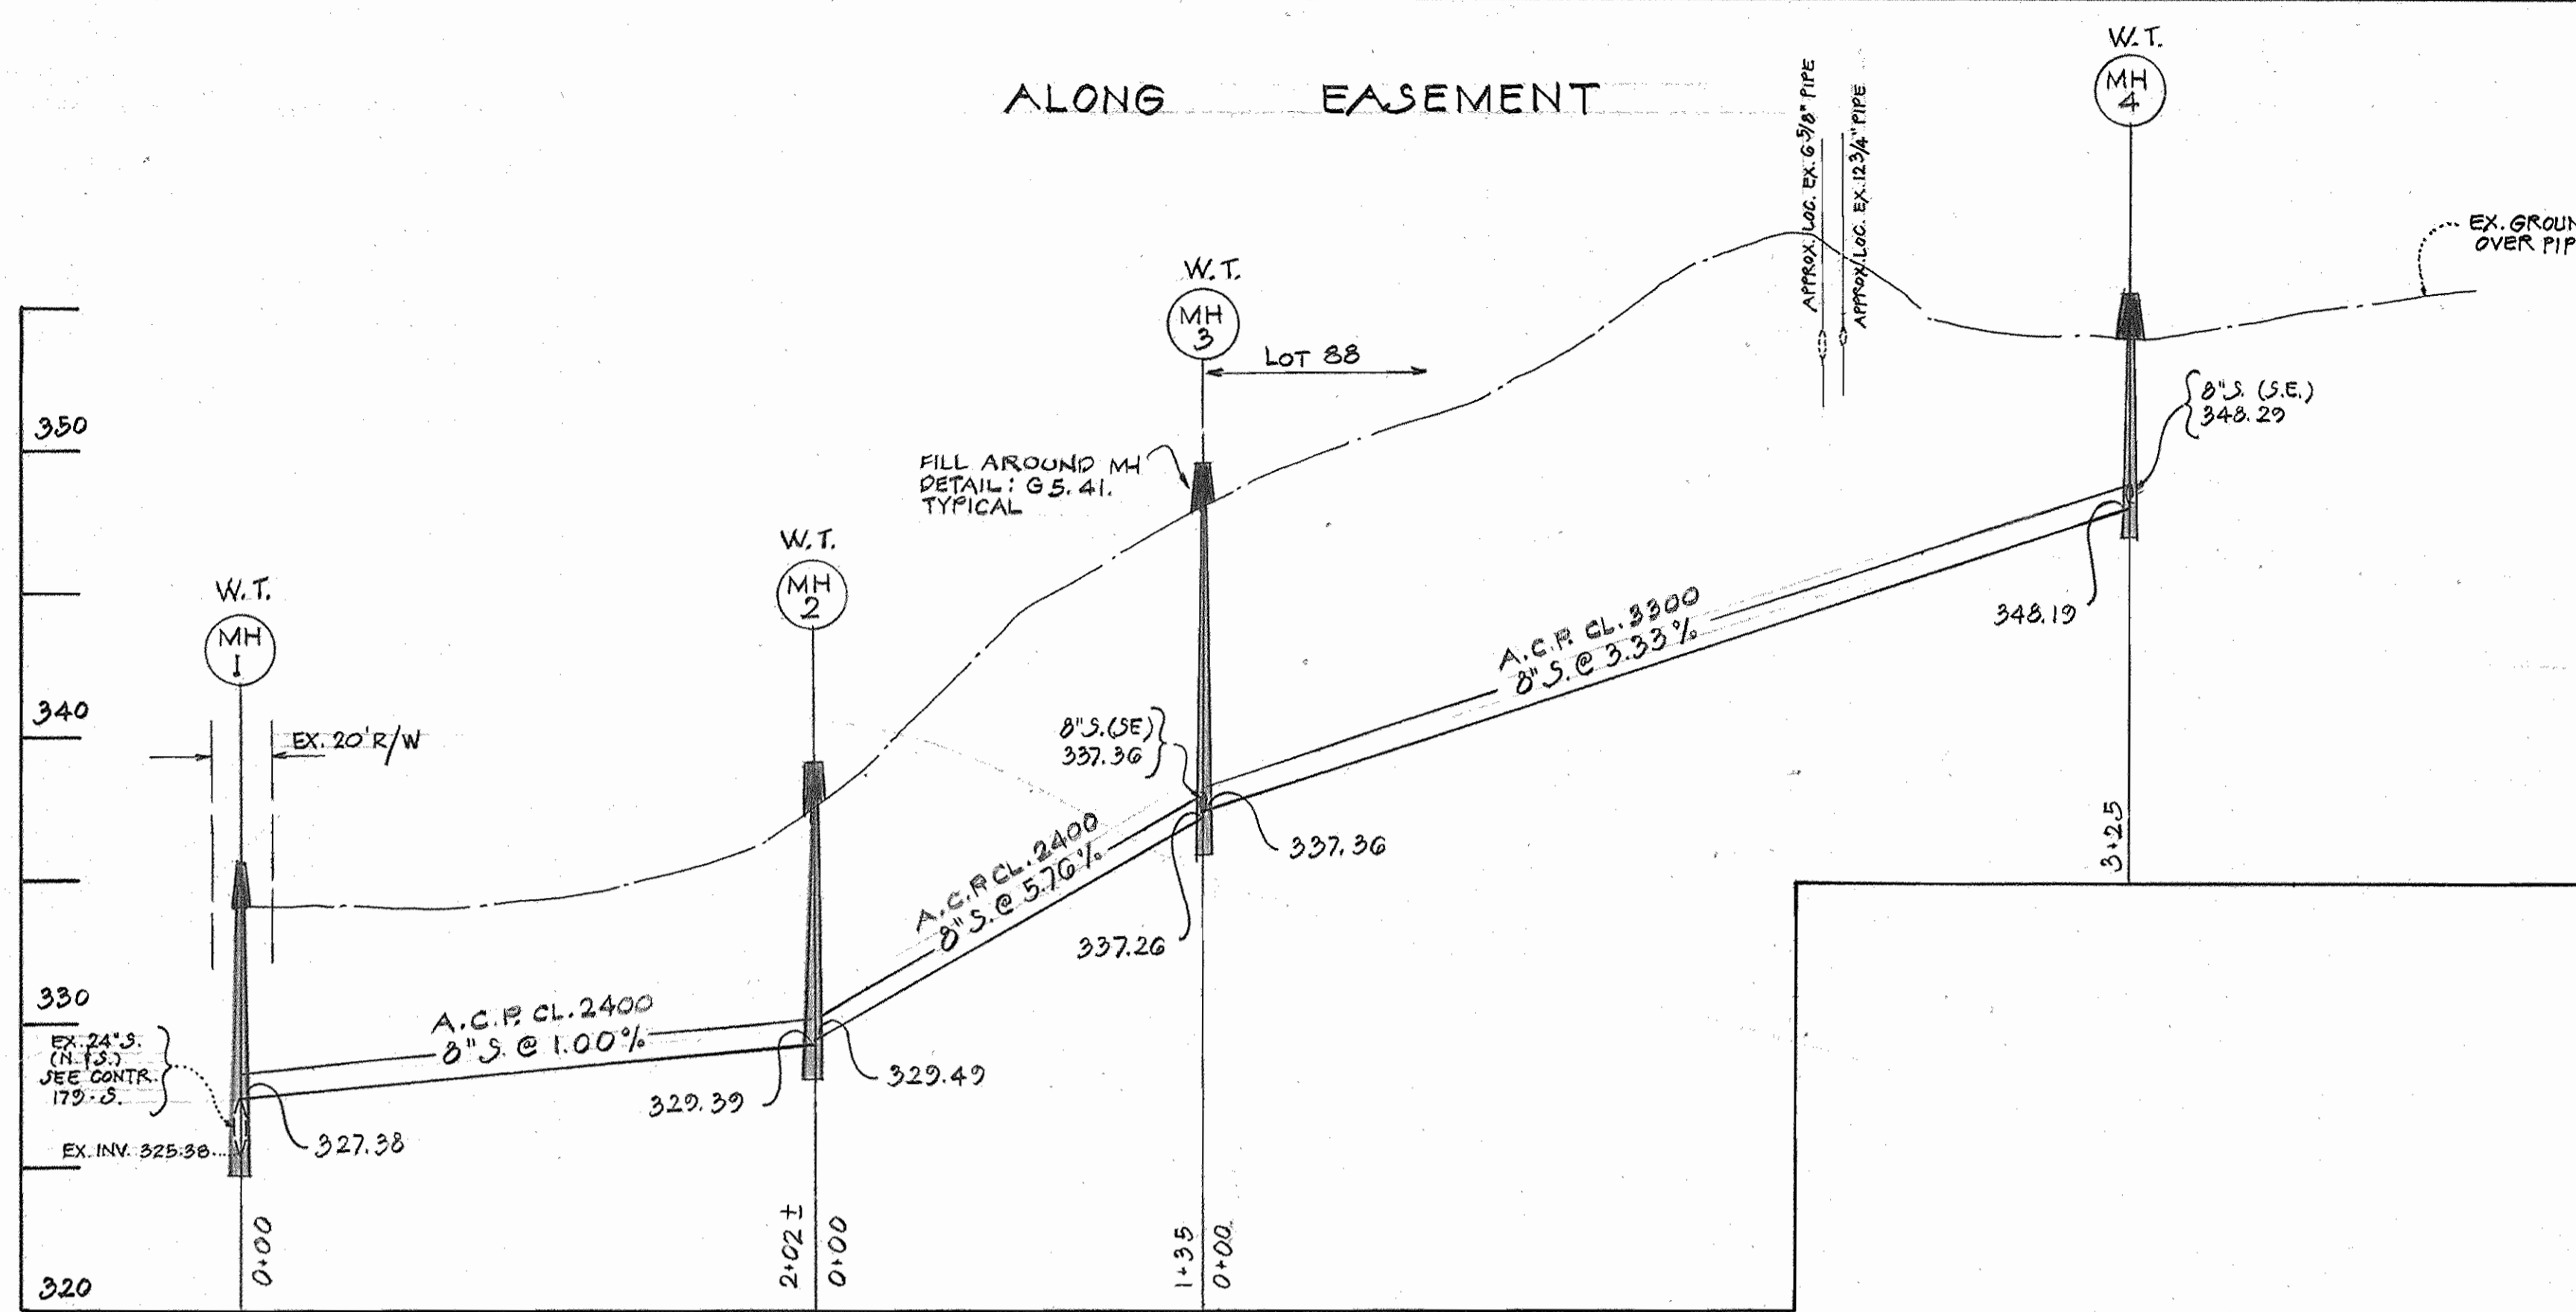 ALONG EASEMENT
W.T.
MH
4
APPROX. LOC. EX. 6 5/8" PIPE
APPROX. LOC. EX. 12 3/4" PIPE
EX. GROUN
OVER PIP
W.T.
MH
3
LOT 88
350
8" S. (S.E.)
348.29
FILL AROUND MH
DETAIL: G 5.41.
TYPICAL
W.T.
MH
2
W.T.
MH
1
A.C.P. CL. 3300
8" S. @ 3.33%
348.19
340
EX. 20' R/W
8" S. (SE)
337.36
A.C.P. CL. 2400
8" S. @ 5.76%
337.36
337.26
3+25
330
A.C.P. CL. 2400
8" S. @ 1.00%
EX. 24" S.
(N.T.S.)
SEE CONTR.
179-S.
329.49
329.39
327.38
EX. INV. 325.38
0+00
2+02 ±
0+00
1+35
0+00
320